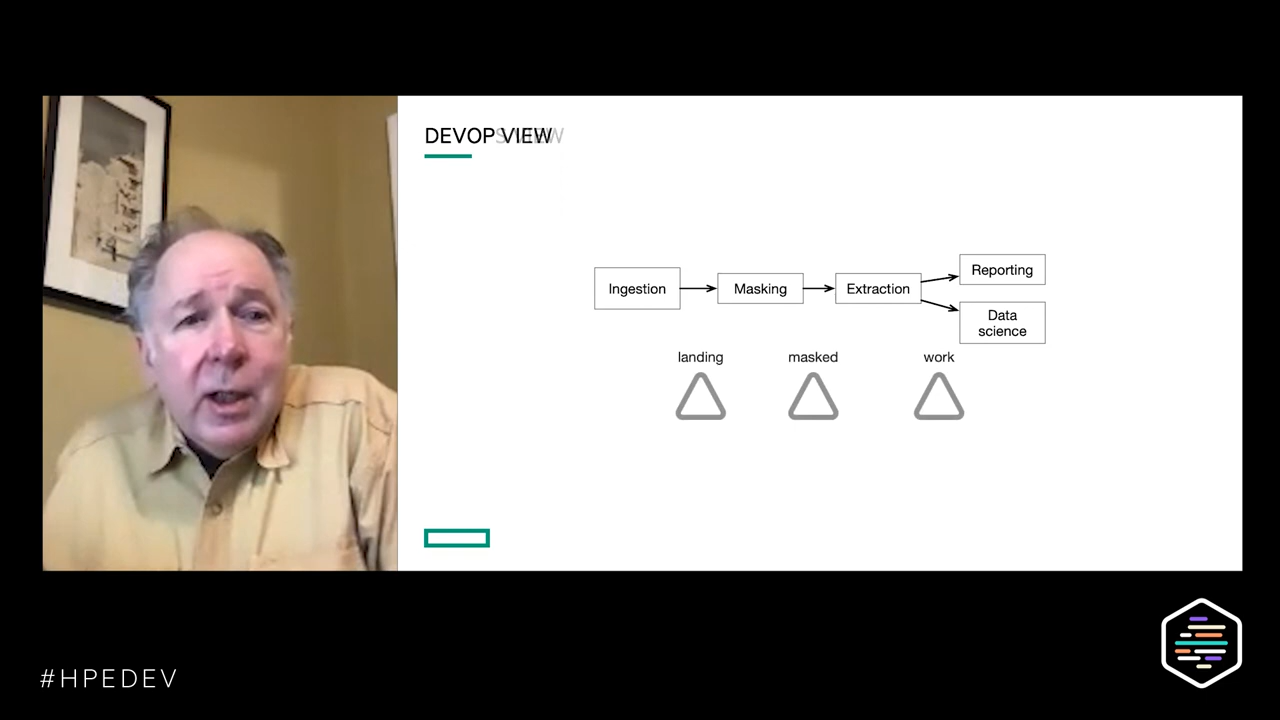 DEVOP VIEW
Ingestion
Masking
Extraction
Reporting
Data
science
landing
masked
work
#HPEDEV